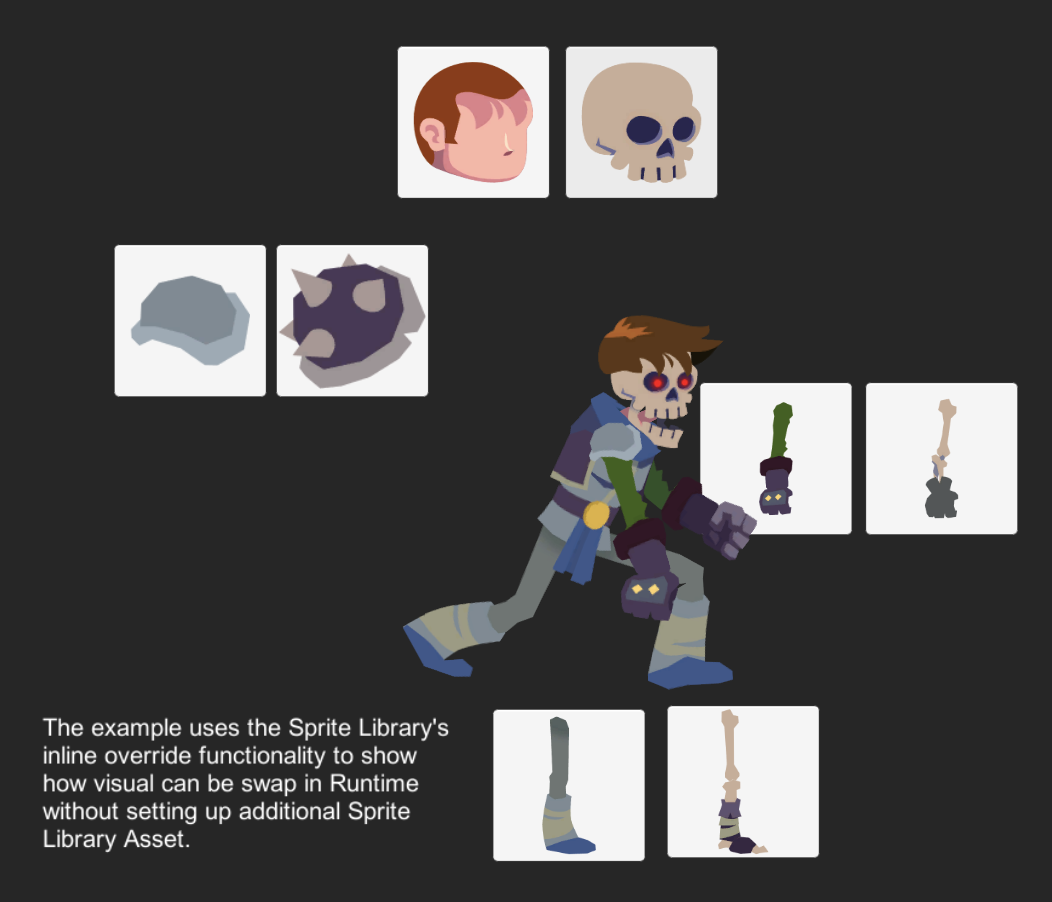 The example uses the Sprite Library's
inline override functionality to show
how visual can be swap in Runtime
without setting up additional Sprite
Library Asset.